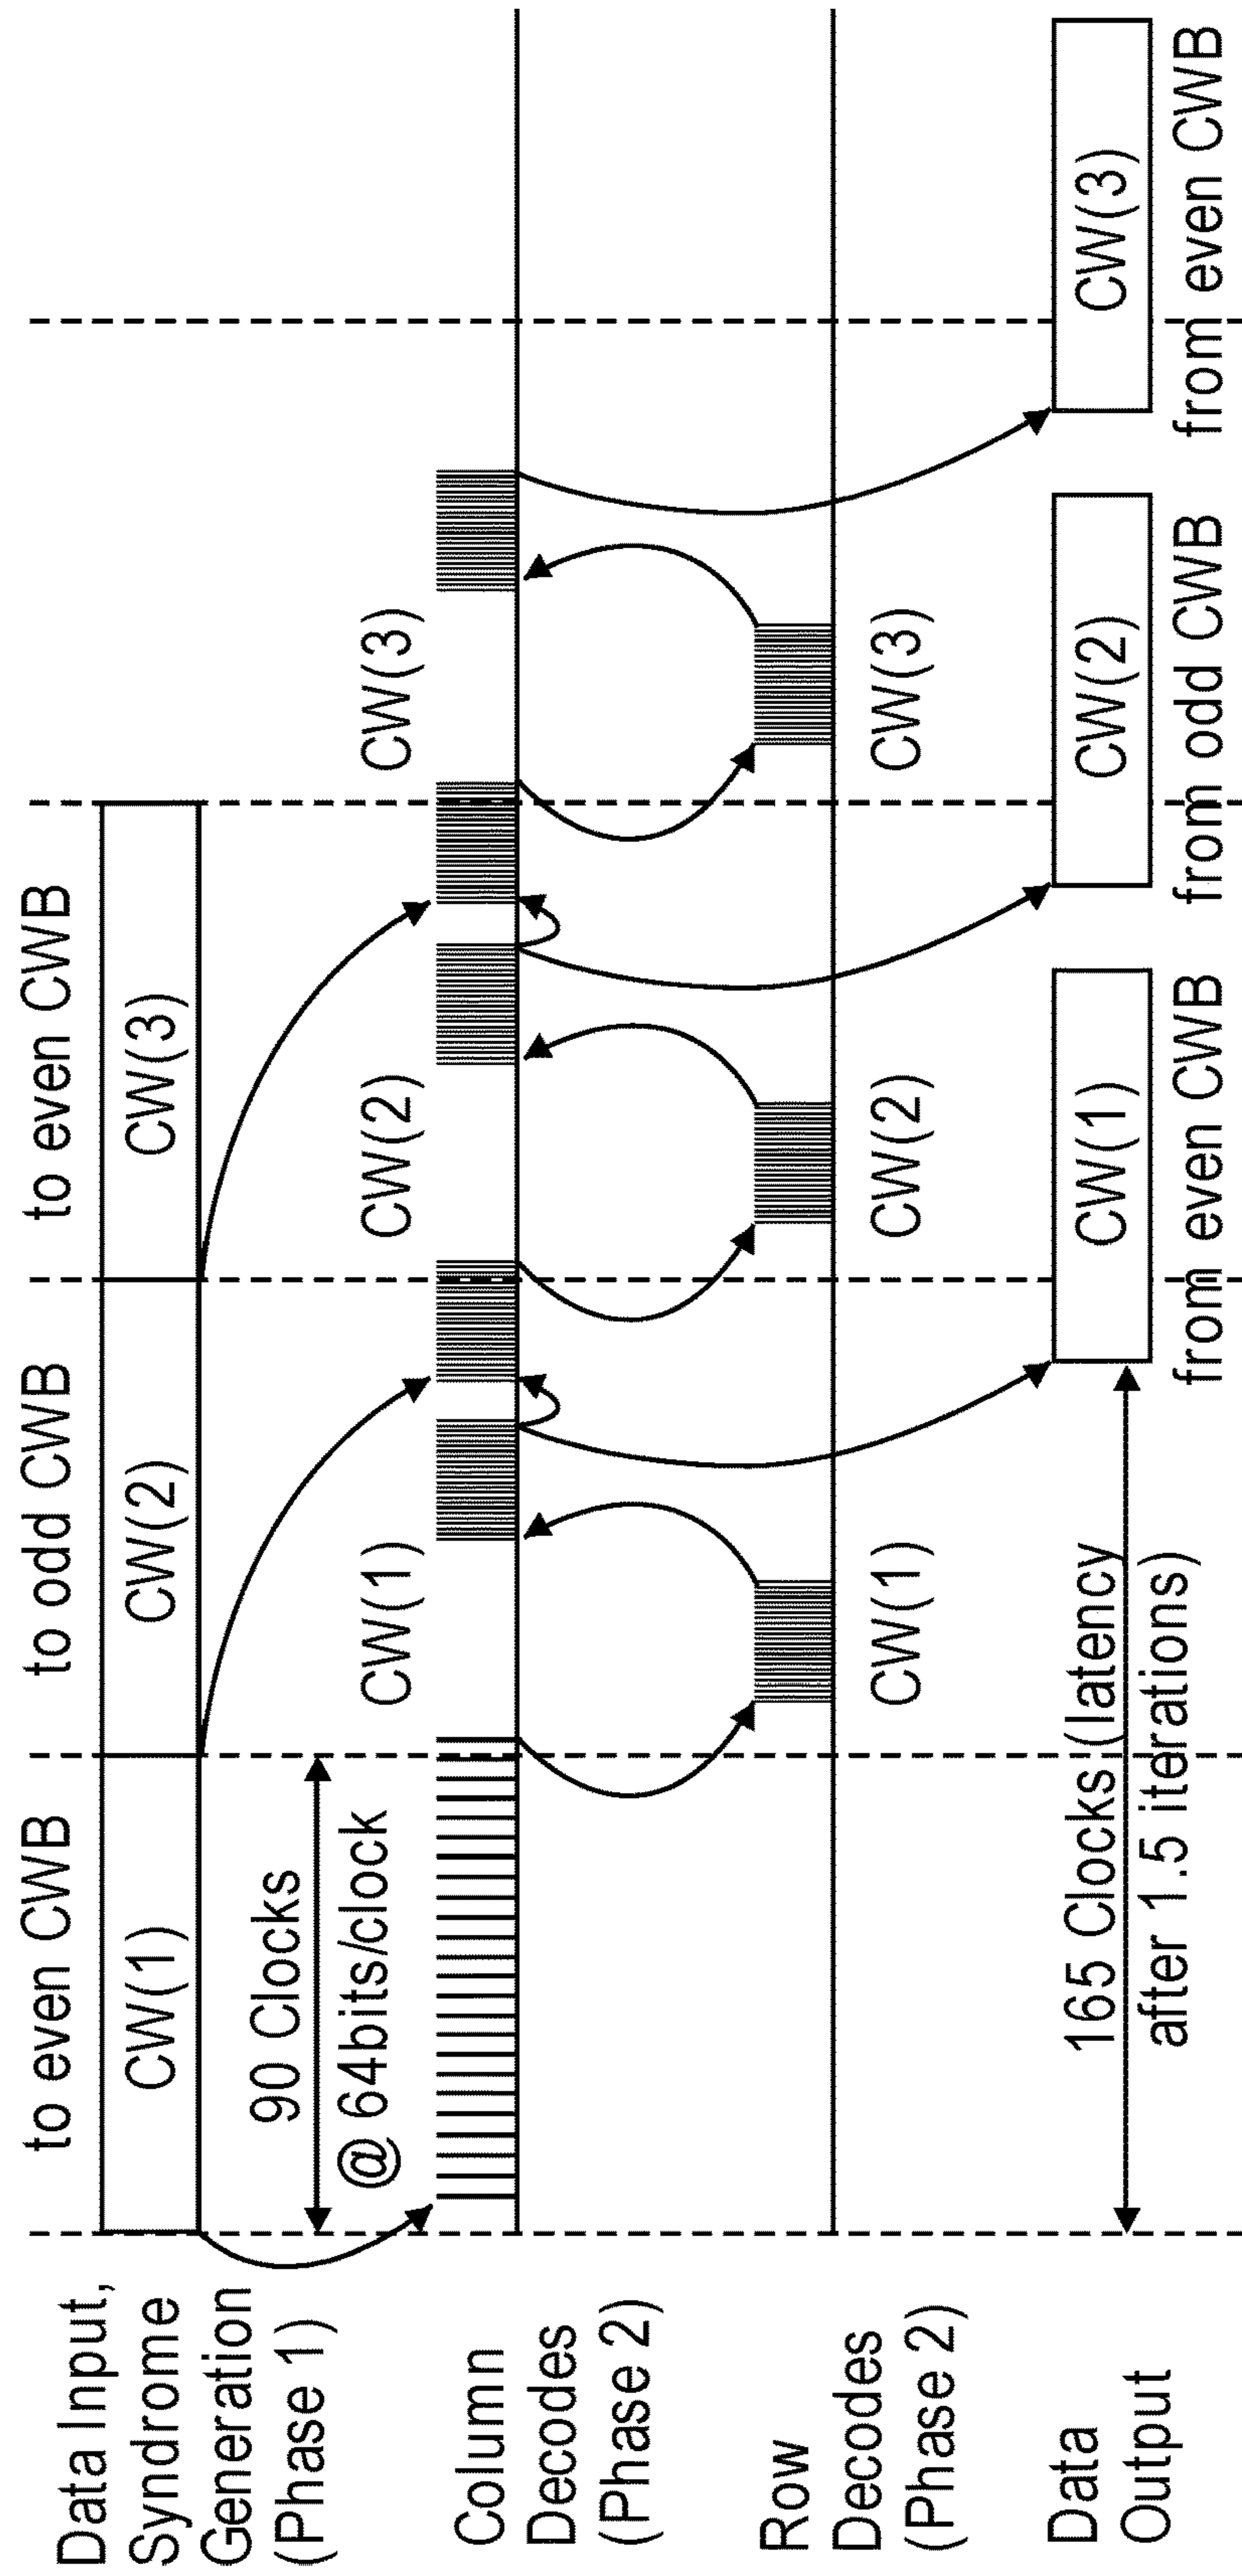 Data Input,
Syndrome
Generation
(Phase 1)
to even CWB
to odd CWB
to even CWB
CW(1)
CW(2)
CW(3)
90 Clocks
@ 64bits/clock
Column
Decodes
(Phase 2)
CW(1)
CW(2)
CW(3)
Row
Decodes
(Phase 2)
CW(1)
CW(2)
CW(3)
Data
Output
165 Clocks (latency
after 1.5 iterations)
CW(1)
CW(2)
CW(3)
from even CWB
from odd CWB
from even CWB